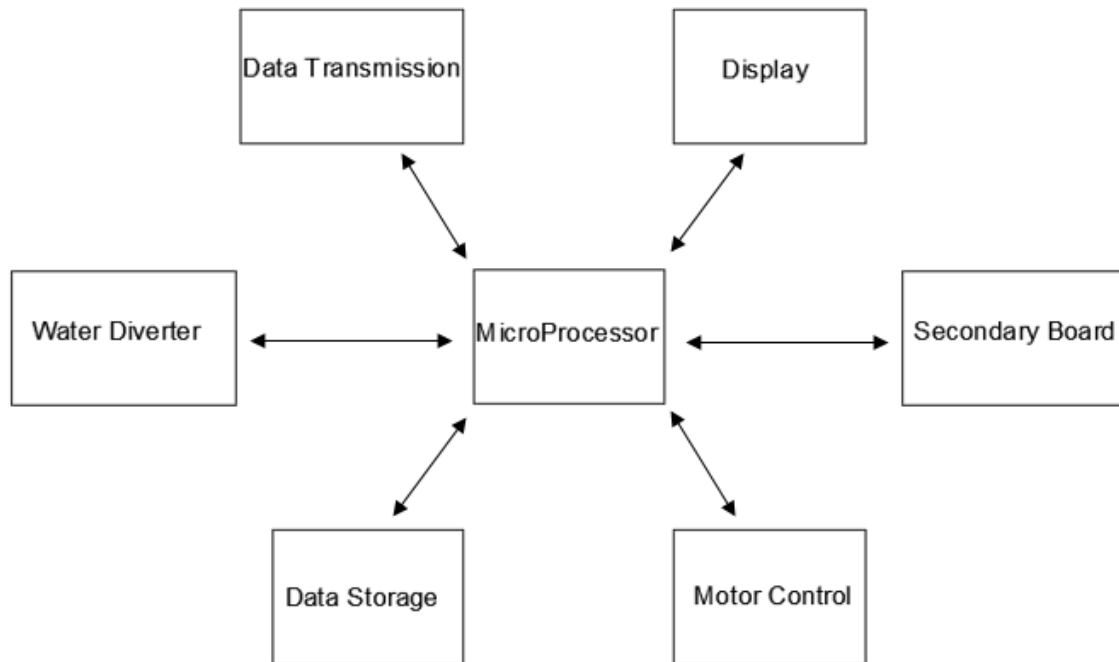 Data Transmission
Display
Water Diverter
MicroProcessor
Secondary Board
Data Storage
Motor Control